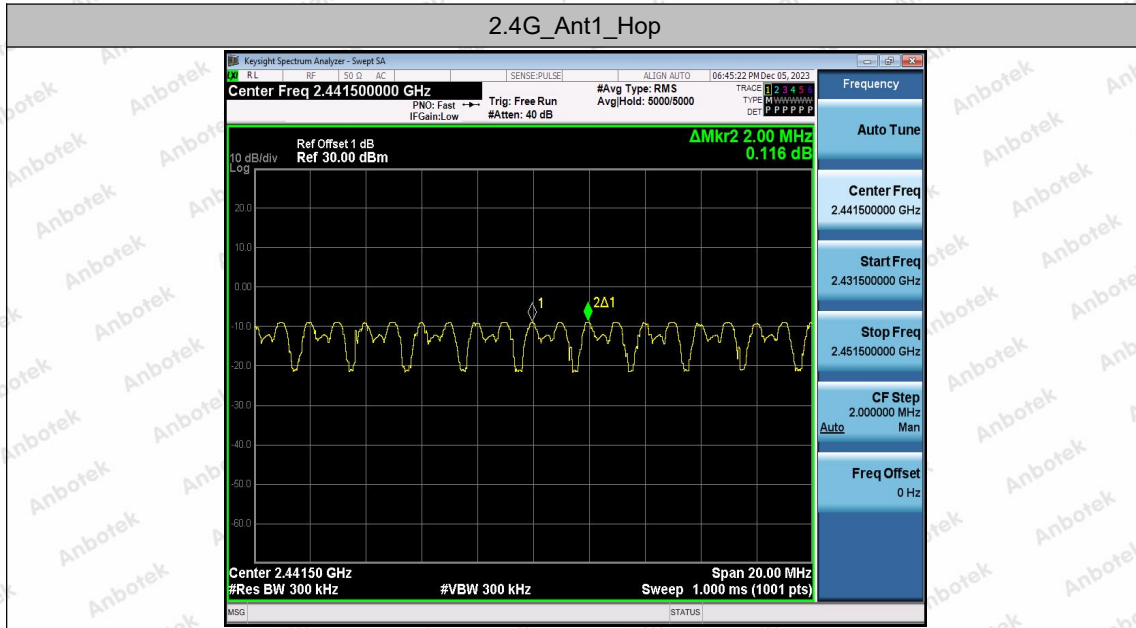 2.4G_Ant1_Hop
Keysight Spectrum Analyzer - Swept SA
LXI RL RF 50 Ω AC SENSE:PULSE ALIGN AUTO 06:45:22 PM Dec 05, 2023
Center Freq 2.441500000 GHz
PNO: Fast
IFGain:Low
Trig: Free Run
#Atten: 40 dB
#Avg Type: RMS
Avg|Hold: 5000/5000
TRACE 1 2 3 4 5 6
TYPE MWWWWW
DET P P P P P P
Ref Offset 1 dB
10 dB/div Ref 30.00 dBm
Log
ΔMkr2 2.00 MHz
0.116 dB
20.0
10.0
0.00
-10.0
-20.0
-30.0
-40.0
-50.0
-60.0
1
2Δ1
Center 2.44150 GHz Span 20.00 MHz
#Res BW 300 kHz #VBW 300 kHz Sweep 1.000 ms (1001 pts)
MSG STATUS
Frequency
Auto Tune
Center Freq
2.441500000 GHz
Start Freq
2.431500000 GHz
Stop Freq
2.451500000 GHz
CF Step
2.000000 MHz
Auto Man
Freq Offset
0 Hz
Anbotek